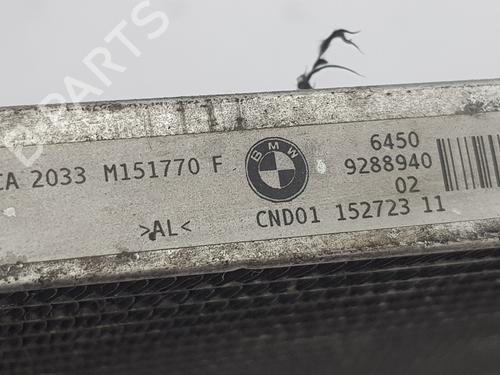 B-PARTS
CA 2033 M151770 F
BMW
6450
9288940
02
>AL<
CND01 152723 11